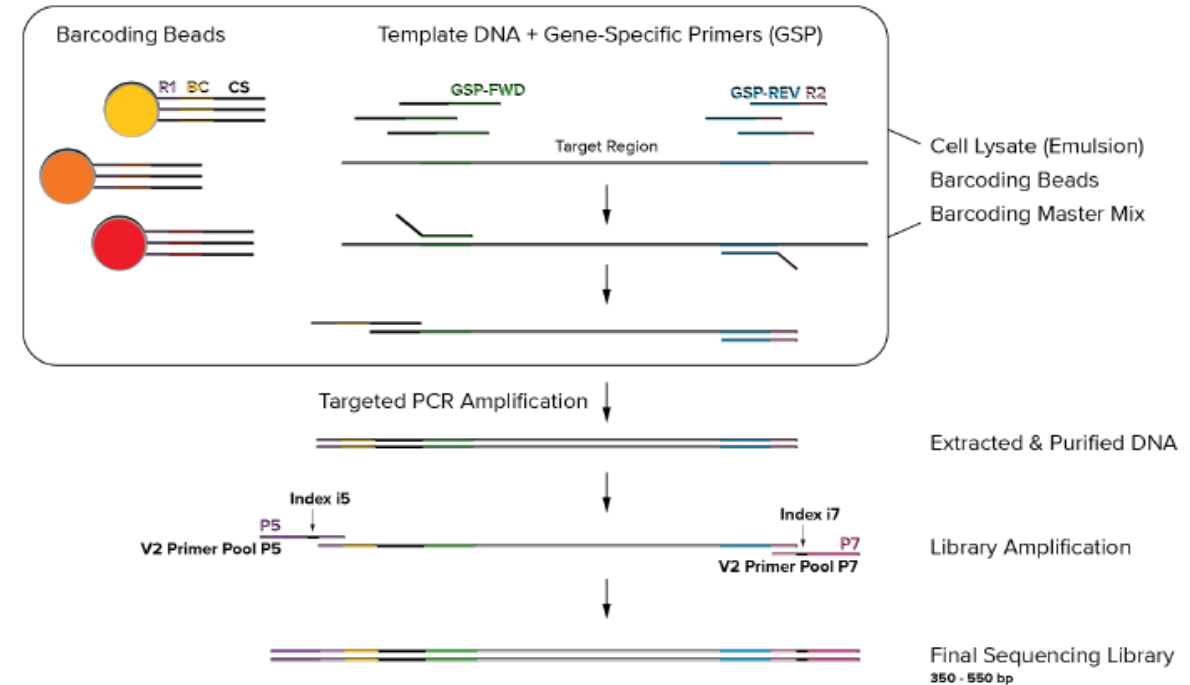 Barcoding Beads
Template DNA + Gene-Specific Primers (GSP)
R1 BC CS
GSP-FWD
GSP-REV R2
Target Region
Cell Lysate (Emulsion)
Barcoding Beads
Barcoding Master Mix
Targeted PCR Amplification
Extracted & Purified DNA
Index i5
P5
V2 Primer Pool P5
Index i7
P7
V2 Primer Pool P7
Library Amplification
Final Sequencing Library
350 - 550 bp